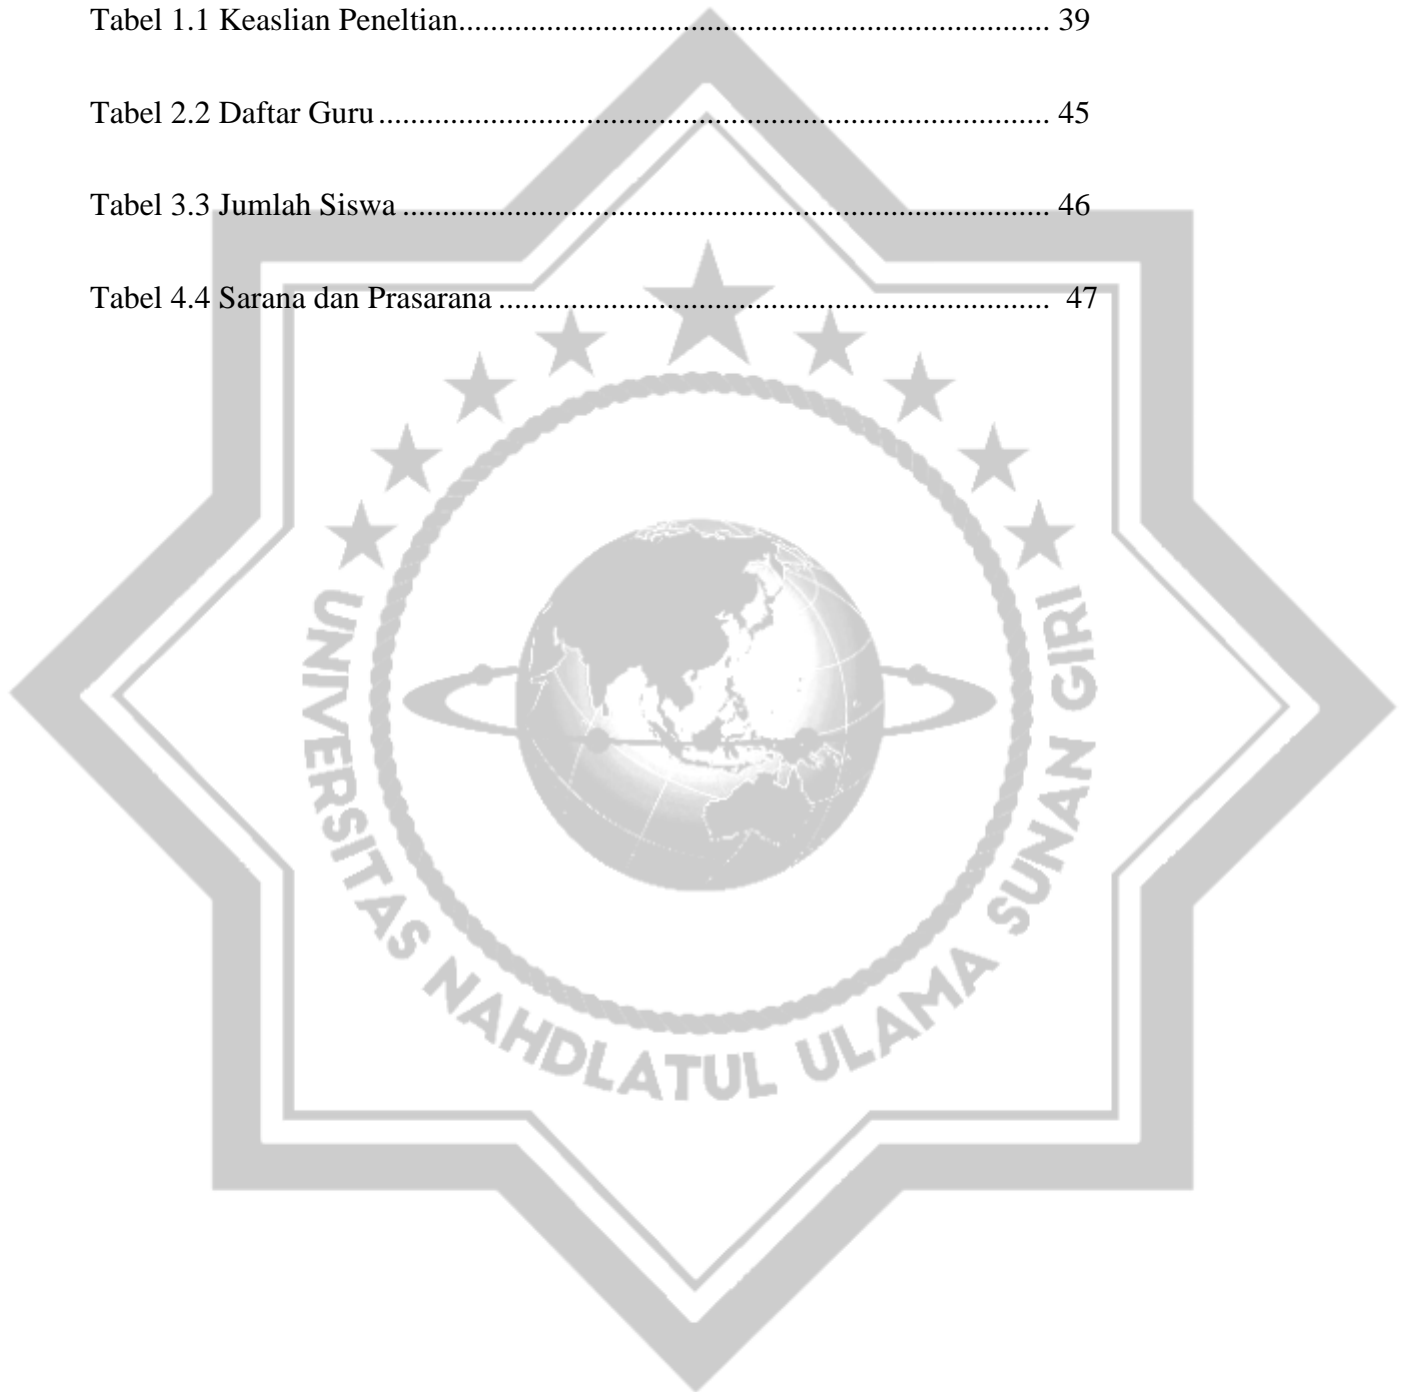 Tabel 1.1 Keaslian Peneltian........................................................................ 39
Tabel 2.2 Daftar Guru.................................................................................. 45
Tabel 3.3 Jumlah Siswa............................................................................... 46
Tabel 4.4 Sarana dan Prasarana................................................................... 47
UNIVERSITAS NAHDLATUL ULAMA SUNAN GIRI